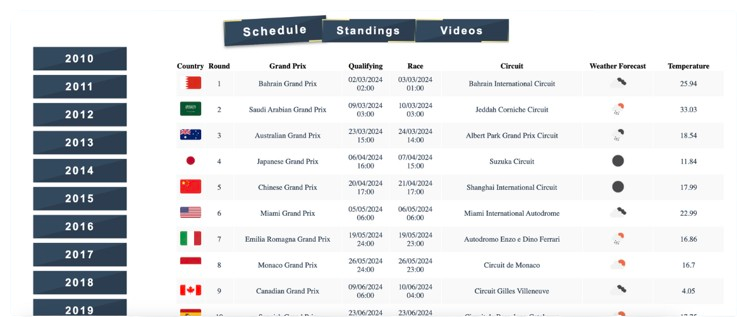 Schedule Standings Videos
2010
2011
2012
2013
2014
2015
2016
2017
2018
2019
Country Round Grand Prix Qualifying Race Circuit Weather Forecast Temperature
1 Bahrain Grand Prix 02/03/2024 02:00 03/03/2024 01:00 Bahrain International Circuit 25.94
2 Saudi Arabian Grand Prix 09/03/2024 03:00 10/03/2024 03:00 Jeddah Corniche Circuit 33.03
3 Australian Grand Prix 23/03/2024 15:00 24/03/2024 14:00 Albert Park Grand Prix Circuit 18.54
4 Japanese Grand Prix 06/04/2024 16:00 07/04/2024 15:00 Suzuka Circuit 11.84
5 Chinese Grand Prix 20/04/2024 17:00 21/04/2024 17:00 Shanghai International Circuit 17.99
6 Miami Grand Prix 05/05/2024 06:00 06/05/2024 06:00 Miami International Autodrome 22.99
7 Emilia Romagna Grand Prix 19/05/2024 24:00 19/05/2024 23:00 Autodromo Enzo e Dino Ferrari 16.86
8 Monaco Grand Prix 26/05/2024 24:00 26/05/2024 23:00 Circuit de Monaco 16.7
9 Canadian Grand Prix 09/06/2024 06:00 10/06/2024 04:00 Circuit Gilles Villeneuve 4.05
23/06/2024 23/06/2024